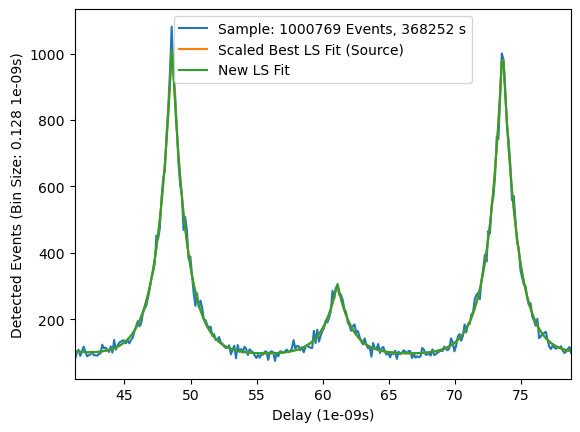 Sample: 1000769 Events, 368252 s
Scaled Best LS Fit (Source)
New LS Fit
Detected Events (Bin Size: 0.128 1e-09s)
1000
800
600
400
200
45
50
55
60
65
70
75
Delay (1e-09s)